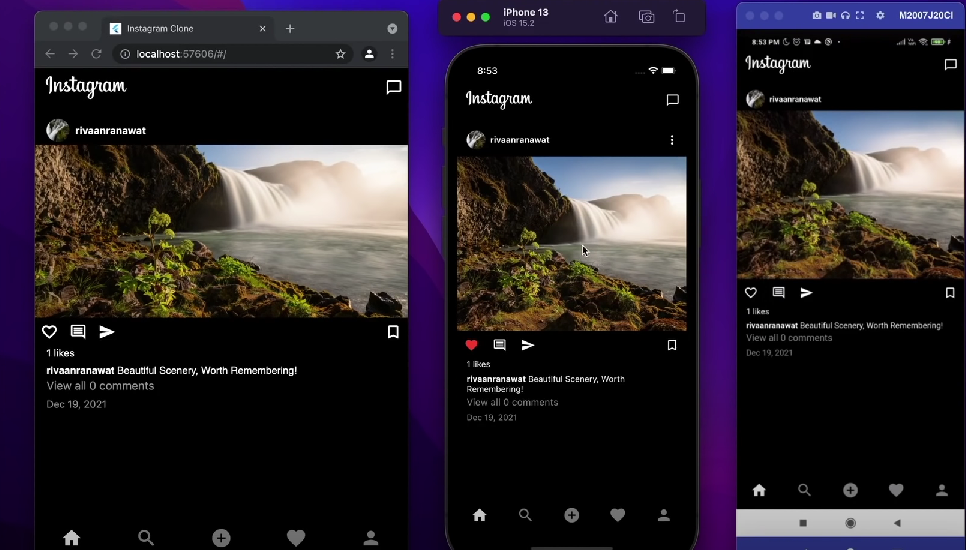 Instagram Clone
localhost:57606/#/
Instagram
rivaanranawat
1 likes
rivaanranawat Beautiful Scenery, Worth Remembering!
View all 0 comments
Dec 19, 2021
iPhone 13
iOS 15.2
8:53
Instagram
rivaanranawat
1 likes
rivaanranawat Beautiful Scenery, Worth
Remembering!
View all 0 comments
Dec 19, 2021
M2007J20CI
8:53 PM
Instagram
rivaanranawat
1 likes
rivaanranawat Beautiful Scenery, Worth Remembering!
View all 0 comments
Dec 19, 2021